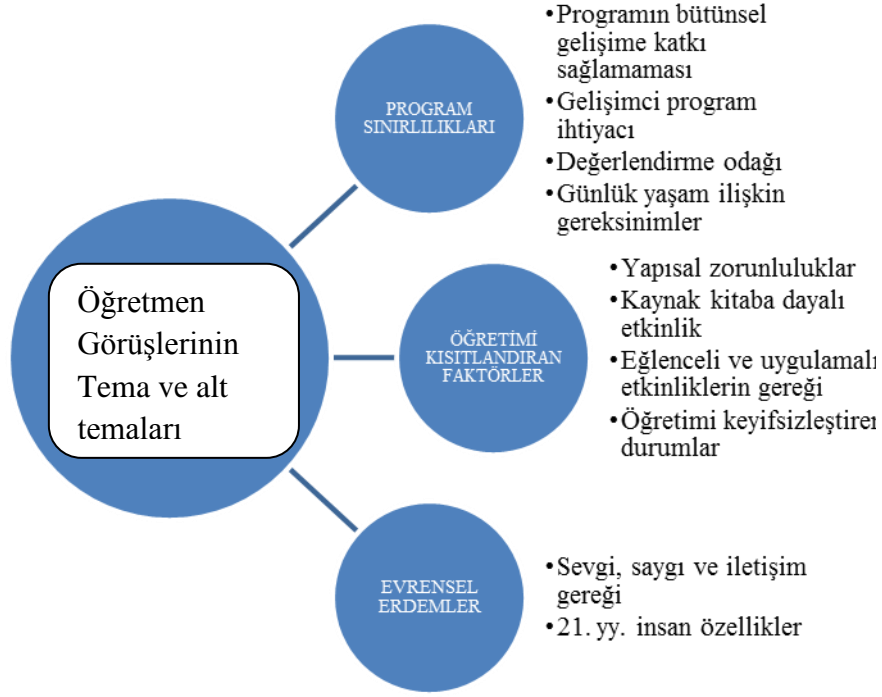 Öğretmen
Görüşlerinin
Tema ve alt
temaları
PROGRAM
SINIRLILIKLARI
•Programın bütünsel
gelişime katkı
sağlamaması
•Gelişimci program
ihtiyacı
•Değerlendirme odağı
•Günlük yaşam ilişkin
gereksinimler
ÖĞRETİMİ
KISITLANDIRAN
FAKTÖRLER
•Yapısal zorunluluklar
•Kaynak kitaba dayalı
etkinlik
•Eğlenceli ve uygulamalı
etkinliklerin gereği
•Öğretimi keyifsizleştiren
durumlar
EVRENSEL
ERDEMLER
•Sevgi, saygı ve iletişim
gereği
•21. yy. insan özellikler